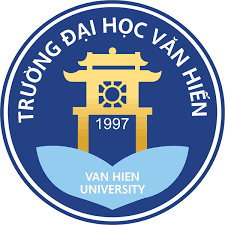 TRƯỜNG ĐẠI HỌC VĂN HIẾN
1997
VAN HIEN
UNIVERSITY